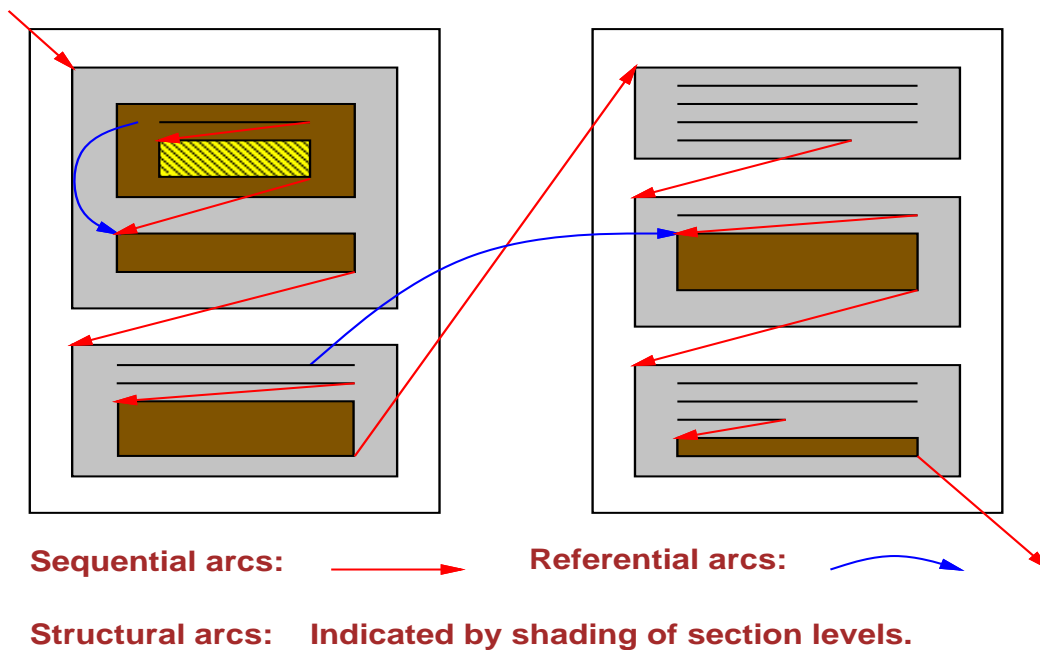 Sequential arcs: Referential arcs:
Structural arcs: Indicated by shading of section levels.